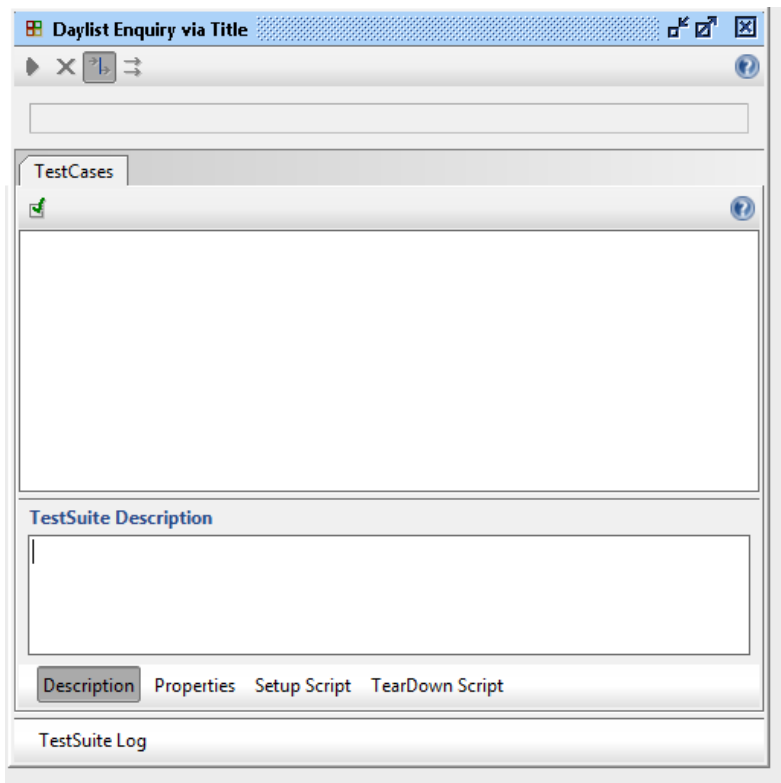 Daylist Enquiry via Title
TestCases
TestSuite Description
Description Properties Setup Script TearDown Script
TestSuite Log